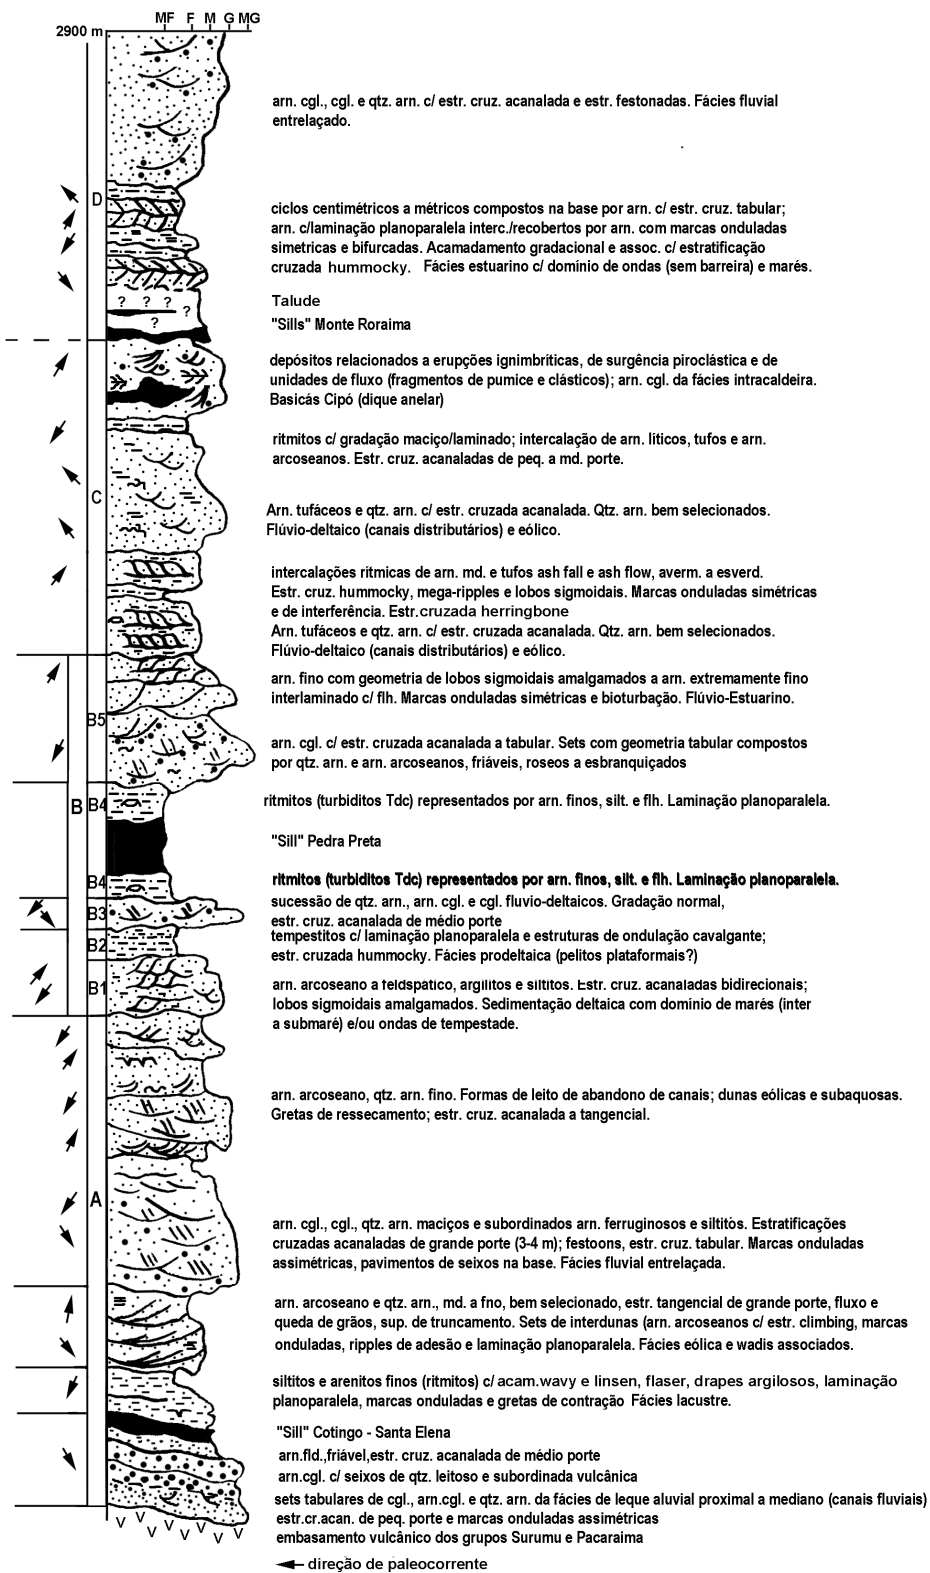 MF F M G MG
2900 m
arn. cgl., cgl. e qtz. arn. c/ estr. cruz. acanalada e estr. festonadas. Fácies fluvial
entrelaçado.
D
ciclos centimétricos a métricos compostos na base por arn. c/ estr. cruz. tabular;
arn. c/laminação planoparalela interc./recobertos por arn. com marcas onduladas
simetricas e bifurcadas. Acamadamento gradacional e assoc. c/ estratificação
cruzada hummocky. Fácies estuarino c/ domínio de ondas (sem barreira) e marés.
? ? ? ?
?
Talude
"Sills" Monte Roraima
depósitos relacionados a erupções ignimbríticas, de surgência piroclástica e de
unidades de fluxo (fragmentos de pumice e clásticos); arn. cgl. da fácies intracaldeira.
Basicás Cipó (dique anelar)
ritmitos c/ gradação maciço/laminado; intercalação de arn. líticos, tufos e arn.
arcoseanos. Estr. cruz. acanaladas de peq. a md. porte.
C
Arn. tufáceos e qtz. arn. c/ estr. cruzada acanalada. Qtz. arn. bem selecionados.
Flúvio-deltaico (canais distributários) e eólico.
intercalações rítmicas de arn. md. e tufos ash fall e ash flow, averm. a esverd.
Estr. cruz. hummocky, mega-ripples e lobos sigmoidais. Marcas onduladas simétricas
e de interferência. Estr.cruzada herringbone
Arn. tufáceos e qtz. arn. c/ estr. cruzada acanalada. Qtz. arn. bem selecionados.
Flúvio-deltaico (canais distributários) e eólico.
arn. fino com geometria de lobos sigmoidais amalgamados a arn. extremamente fino
interlaminado c/ flh. Marcas onduladas simétricas e bioturbação. Flúvio-Estuarino.
B5
arn. cgl. c/ estr. cruzada acanalada a tabular. Sets com geometria tabular compostos
por qtz. arn. e arn. arcoseanos, friáveis, roseos a esbranquiçados
B B4
ritmitos (turbiditos Tdc) representados por arn. finos, silt. e flh. Laminação planoparalela.
"Sill" Pedra Preta
B4
ritmitos (turbiditos Tdc) representados por arn. finos, silt. e flh. Laminação planoparalela.
B3
sucessão de qtz. arn., arn. cgl e cgl. fluvio-deltaicos. Gradação normal,
estr. cruz. acanalada de médio porte
B2
tempestitos c/ laminação planoparalela e estruturas de ondulação cavalgante;
estr. cruzada hummocky. Fácies prodeltaica (pelitos plataformais?)
B1
arn. arcoseano a feldspático, argilitos e siltitos. Estr. cruz. acanaladas bidirecionais;
lobos sigmoidais amalgamados. Sedimentação deltaica com domínio de marés (inter
a submaré) e/ou ondas de tempestade.
arn. arcoseano, qtz. arn. fino. Formas de leito de abandono de canais; dunas eólicas e subaquosas.
Gretas de ressecamento; estr. cruz. acanalada a tangencial.
A
arn. cgl., cgl., qtz. arn. maciços e subordinados arn. ferruginosos e siltitos. Estratificações
cruzadas acanaladas de grande porte (3-4 m); festoons, estr. cruz. tabular. Marcas onduladas
assimétricas, pavimentos de seixos na base. Fácies fluvial entrelaçada.
arn. arcoseano e qtz. arn., md. a fno, bem selecionado, estr. tangencial de grande porte, fluxo e
queda de grãos, sup. de truncamento. Sets de interdunas (arn. arcoseanos c/ estr. climbing, marcas
onduladas, ripples de adesão e laminação planoparalela. Fácies eólica e wadis associados.
siltitos e arenitos finos (ritmitos) c/ acam.wavy e linsen, flaser, drapes argilosos, laminação
planoparalela, marcas onduladas e gretas de contração Fácies lacustre.
"Sill" Cotingo - Santa Elena
arn.fld.,friável,estr. cruz. acanalada de médio porte
arn.cgl. c/ seixos de qtz. leitoso e subordinada vulcânica
sets tabulares de cgl., arn.cgl. e qtz. arn. da fácies de leque aluvial proximal a mediano (canais fluviais)
estr.cr.acan. de peq. porte e marcas onduladas assimétricas
embasamento vulcânico dos grupos Surumu e Pacaraima
direção de paleocorrente